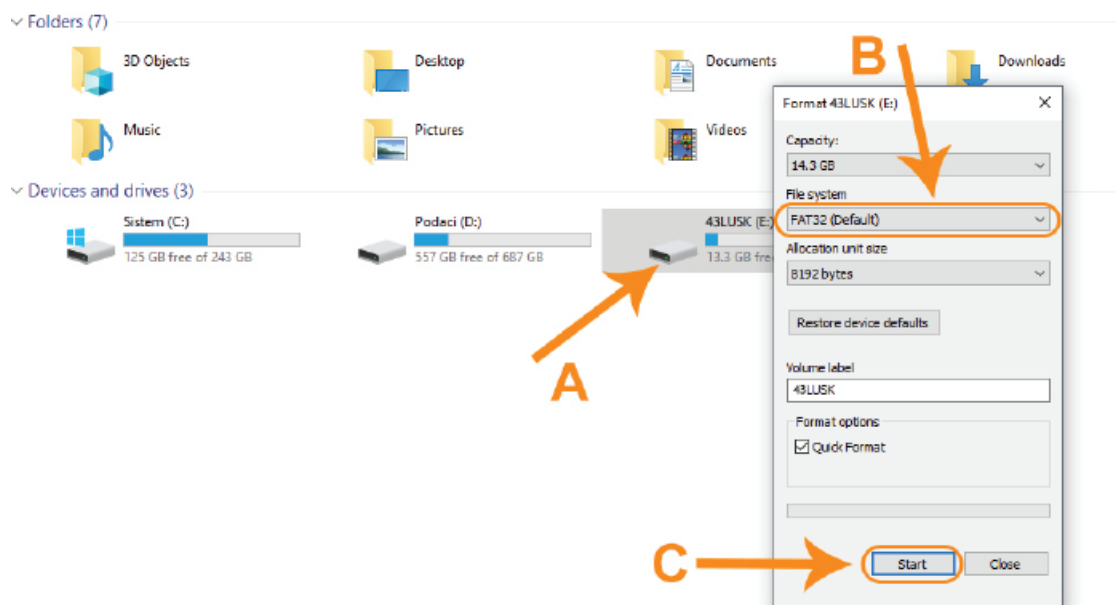 Folders (7)
3D Objects
Desktop
Documents
Downloads
Music
Pictures
Videos
Devices and drives (3)
Sistem (C:)
125 GB free of 243 GB
Podaci (D:)
557 GB free of 687 GB
43LUSK (E:)
13.3 GB free
A
B
Format 43LUSK (E:)
Capacity:
14.3 GB
File system
FAT32 (Default)
Allocation unit size
8192 bytes
Restore device defaults
Volume label
43LUSK
Format options
Quick Format
C
Start
Close